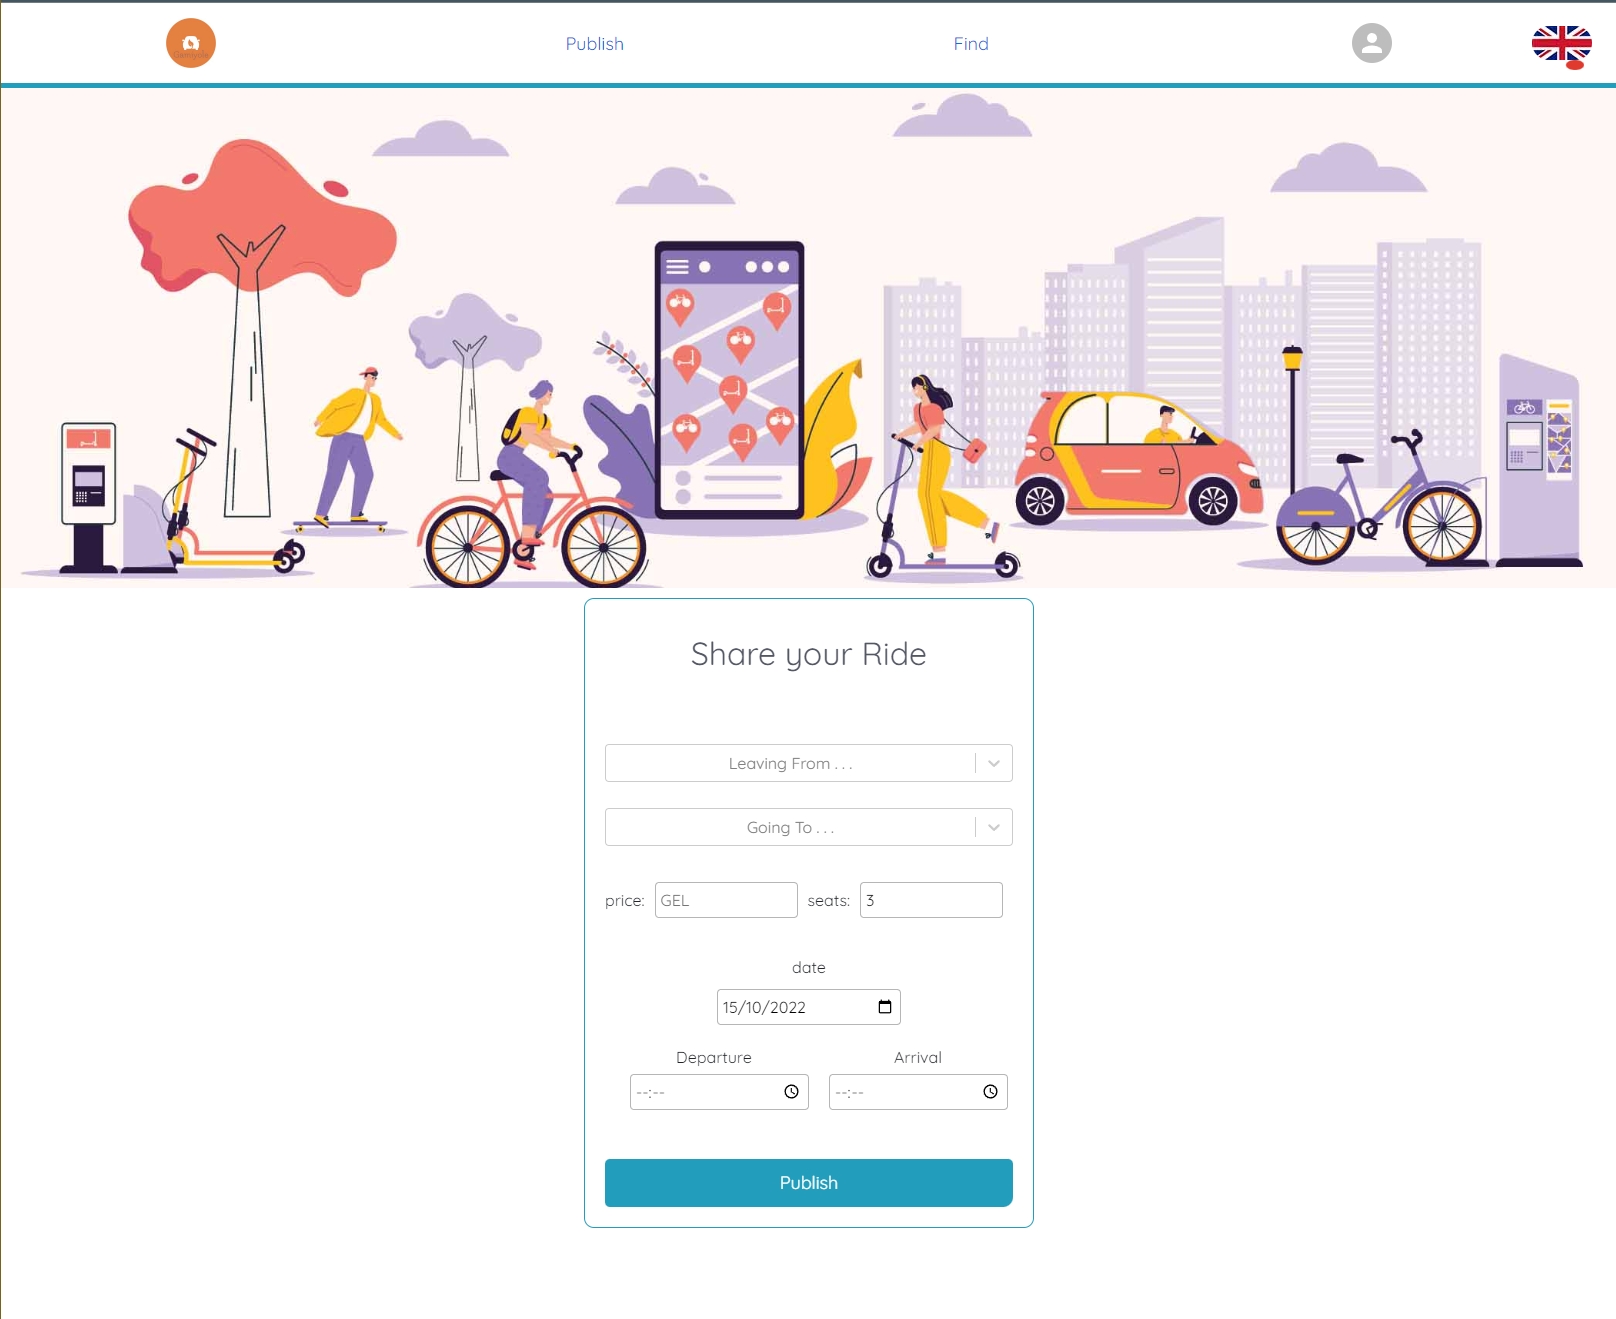 Publish
Find
Share your Ride
Leaving From . . .
Going To . . .
price: GEL seats: 3
date
15/10/2022
Departure Arrival
--:-- --:--
Publish